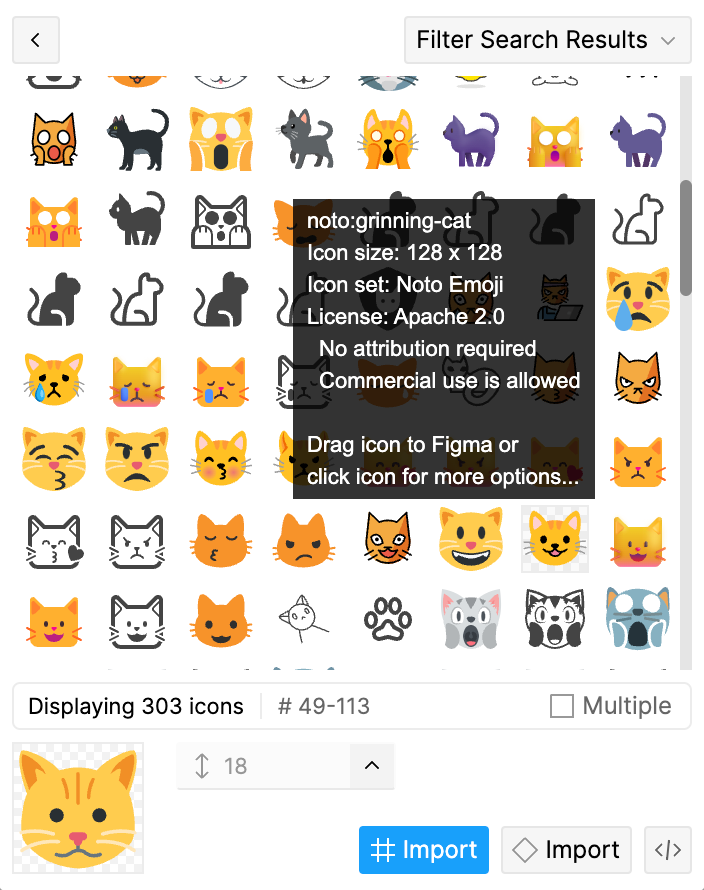 Filter Search Results
noto:grinning-cat
Icon size: 128 x 128
Icon set: Noto Emoji
License: Apache 2.0
No attribution required
Commercial use is allowed
Drag icon to Figma or
click icon for more options...
Displaying 303 icons # 49-113 Multiple
18
Import Import </>